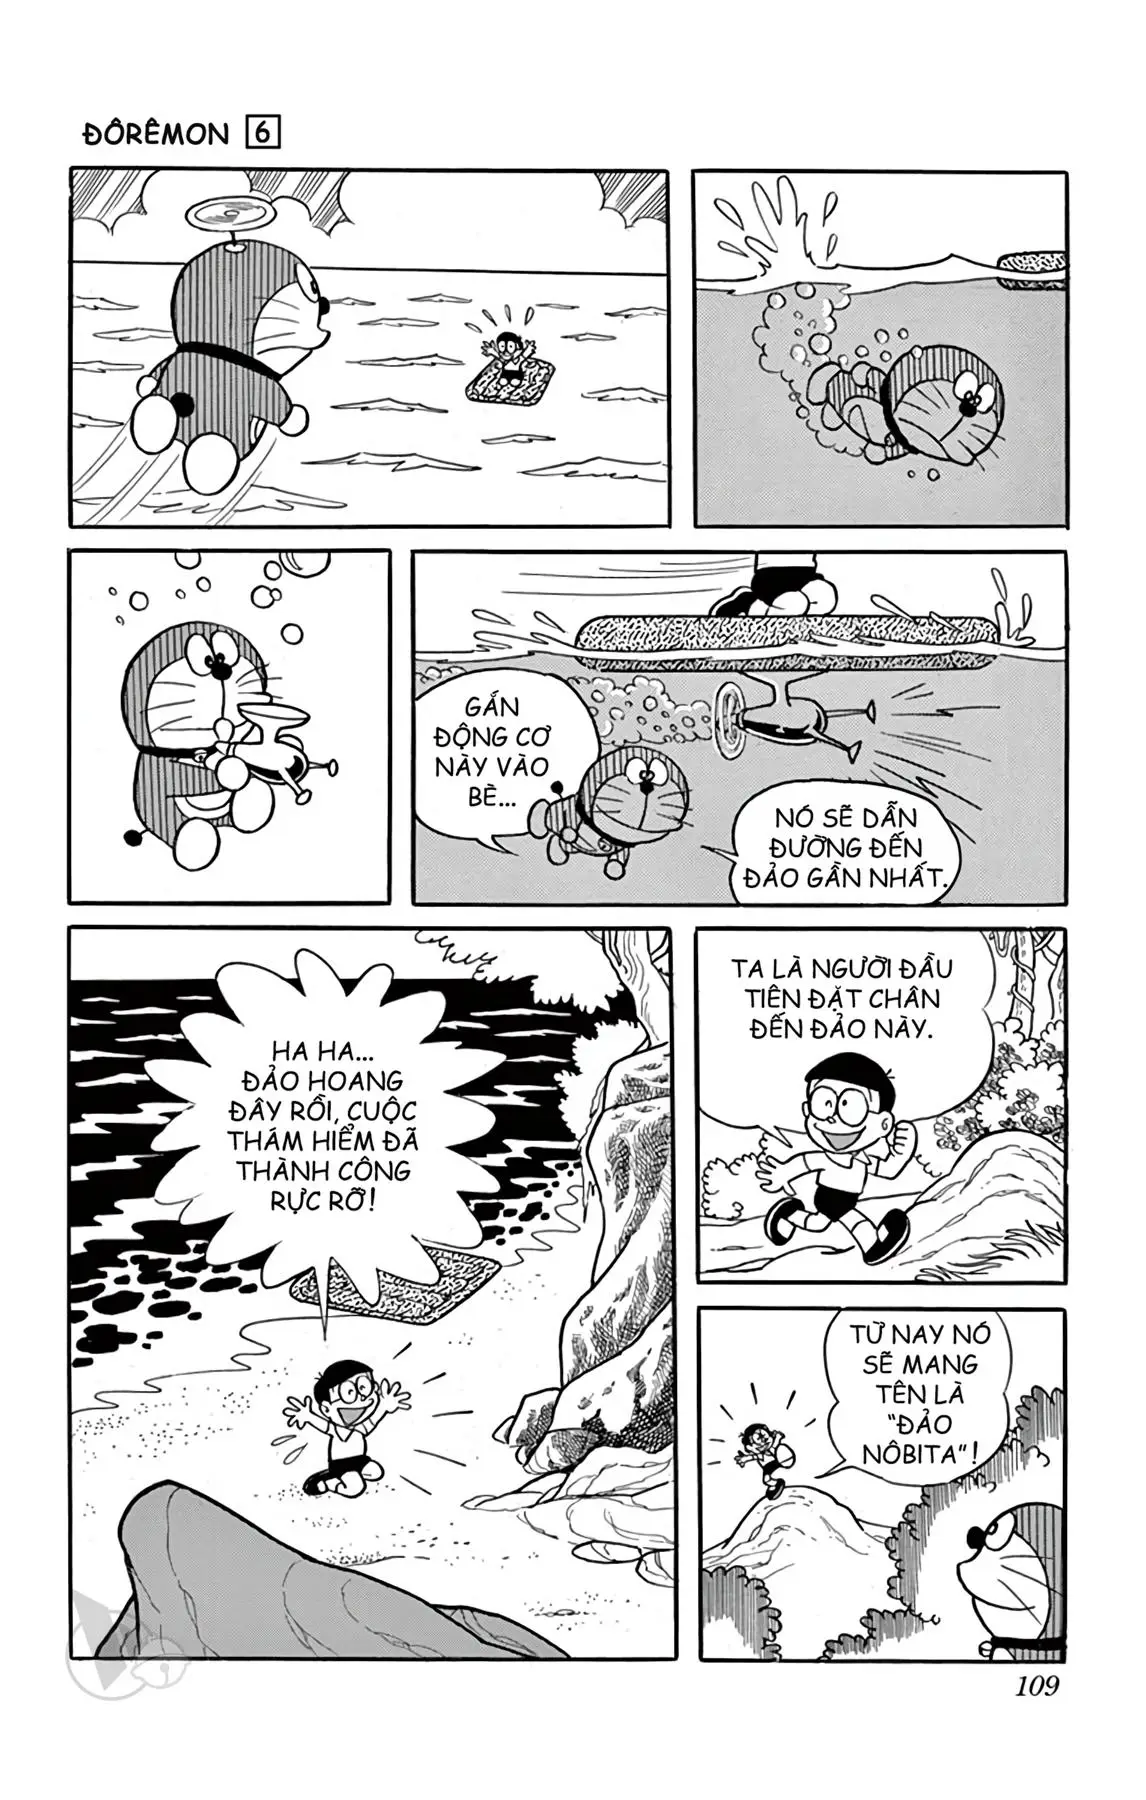 ĐÔRÊMON 6
GẮN
ĐỘNG CƠ
NÀY VÀO
BÈ...
NÓ SẼ DẪN
ĐƯỜNG ĐẾN
ĐẢO GẦN NHẤT.
HA HA...
ĐẢO HOANG
ĐÂY RỒI, CUỘC
THÁM HIỂM ĐÃ
THÀNH CÔNG
RỰC RỠ!
TA LÀ NGƯỜI ĐẦU
TIÊN ĐẶT CHÂN
ĐẾN ĐẢO NÀY.
TỪ NAY NÓ
SẼ MANG
TÊN LÀ
"ĐẢO
NÔBITA"!
109